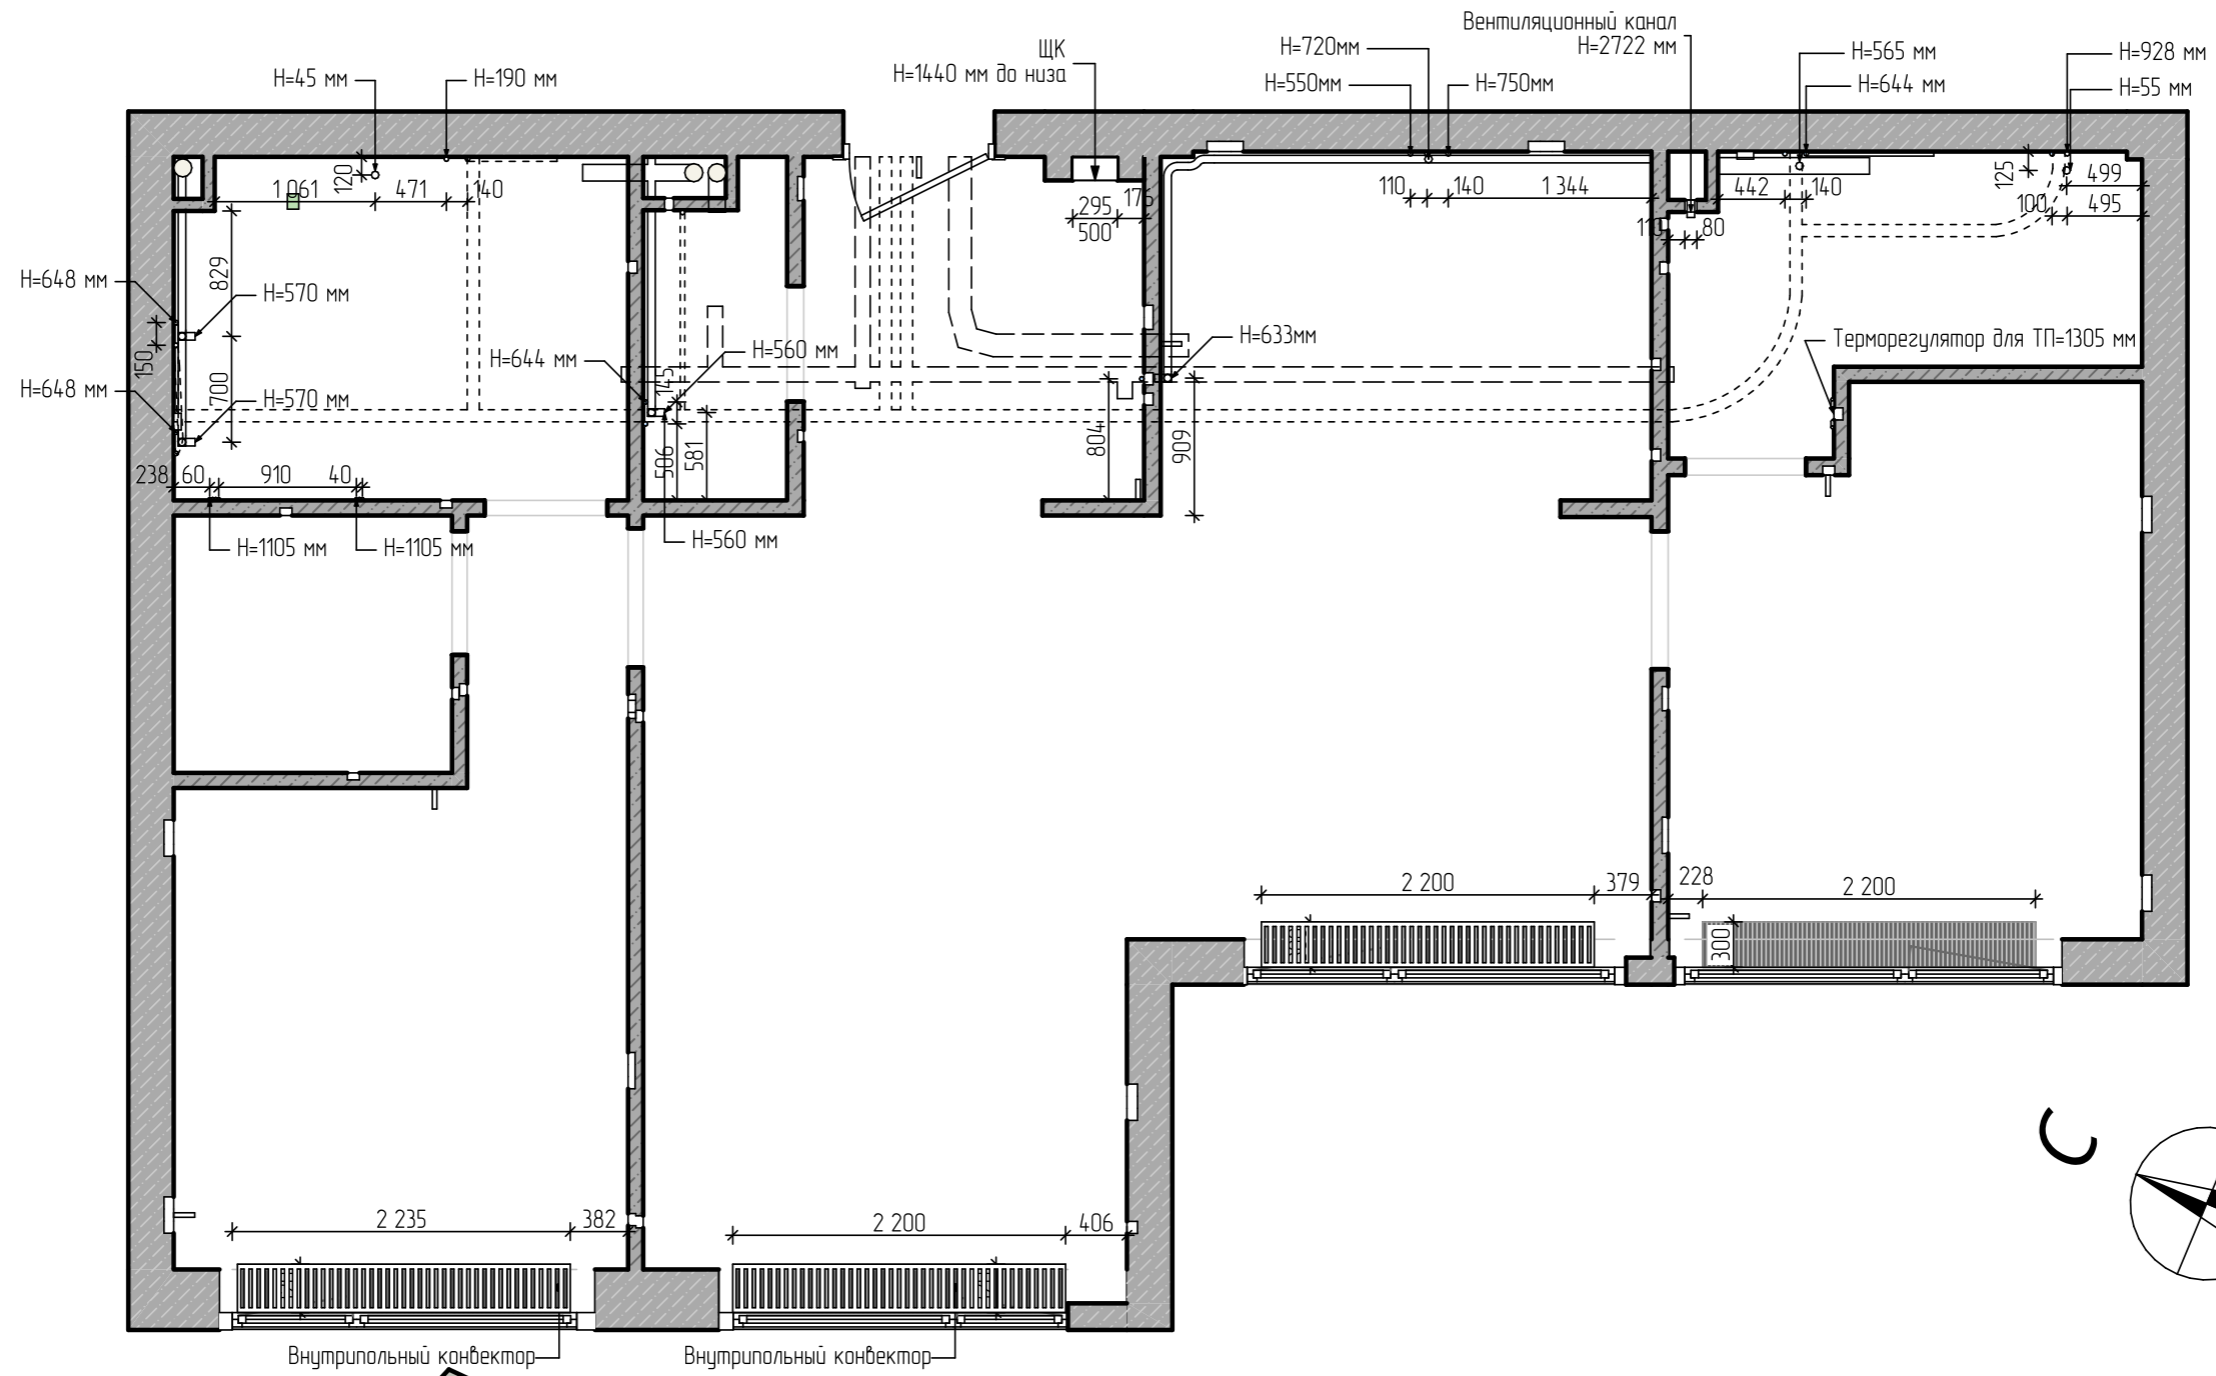 Вентиляционный канал
H=2722 мм
ЩК
H=1440 мм до низа
H=720мм
H=550мм
H=750мм
H=565 мм
H=644 мм
H=928 мм
H=55 мм
H=45 мм
H=190 мм
120
1 061
471
140
295
500
176
110
140
1 344
442
140
125
499
100
495
110
80
829
H=648 мм
H=570 мм
150
700
H=648 мм
H=570 мм
H=644 мм
H=560 мм
145
H=633мм
Терморегулятор для ТП=1305 мм
804
909
506
581
238
60
910
40
H=1105 мм
H=1105 мм
H=560 мм
2 200
379
228
2 200
300
С
2 235
382
2 200
406
Внутрипольный конвектор
Внутрипольный конвектор